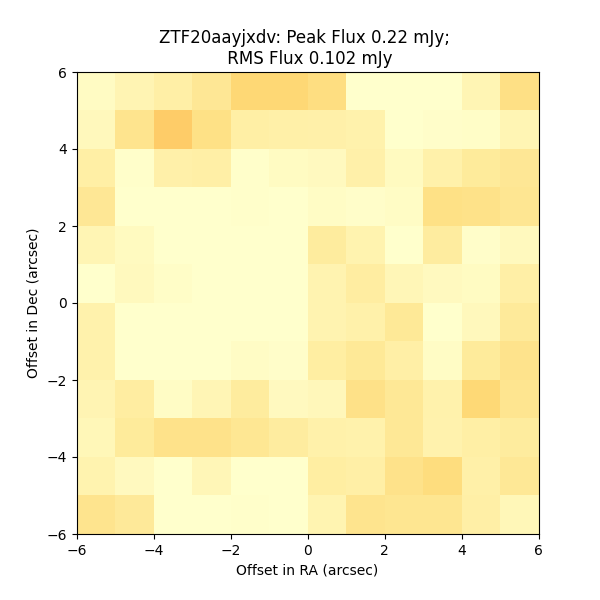 ZTF20aayjxdv: Peak Flux 0.22 mJy;
RMS Flux 0.102 mJy
6
4
2
0
−2
−4
−6
Offset in Dec (arcsec)
−6 −4 −2 0 2 4 6
Offset in RA (arcsec)